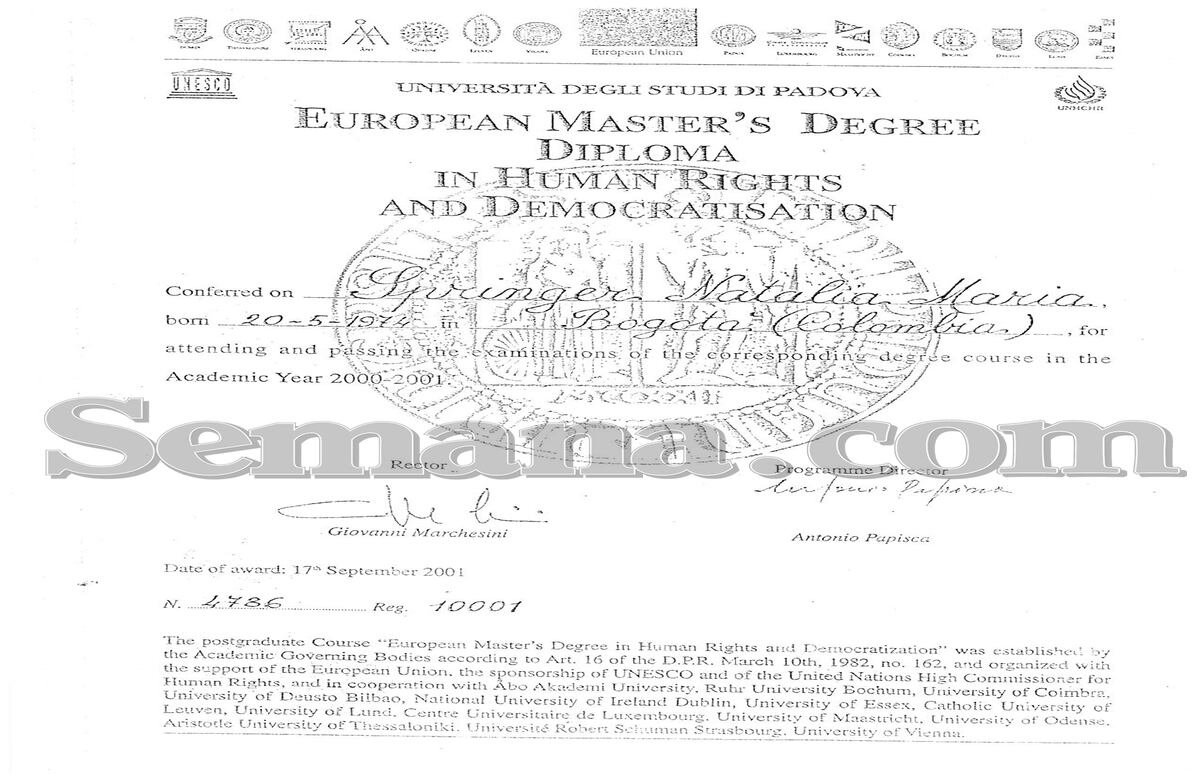 European Union
UNESCO
UNHCHR
UNIVERSITÀ DEGLI STUDI DI PADOVA
EUROPEAN MASTER'S DEGREE
DIPLOMA
IN HUMAN RIGHTS
AND DEMOCRATISATION
Conferred on Springer Natalia Maria
born 20-5-1974 in Bogota (Colombia), for
attending and passing the examinations of the corresponding degree course in the
Academic Year 2000-2001.
Semana.com
Rector Programme Director
Antonio Papisca
Giovanni Marchesini Antonio Papisca
Date of award: 17th September 2001
N. 4736 Reg. 10001
The postgraduate Course "European Master's Degree in Human Rights and Democratization" was established by
the Academic Governing Bodies according to Art. 16 of the D.P.R. March 10th, 1982, no. 162, and organized with
the support of the European Union, the sponsorship of UNESCO and of the United Nations High Commissioner for
Human Rights, and in cooperation with Åbo Akademi University, Ruhr University Bochum, University of Coimbra,
University of Deusto Bilbao, National University of Ireland Dublin, University of Essex, Catholic University of
Leuven, University of Lund, Centre Universitaire de Luxembourg, University of Maastricht, University of Odense,
Aristotle University of Thessaloniki, Université Robert Schuman Strasbourg, University of Vienna.